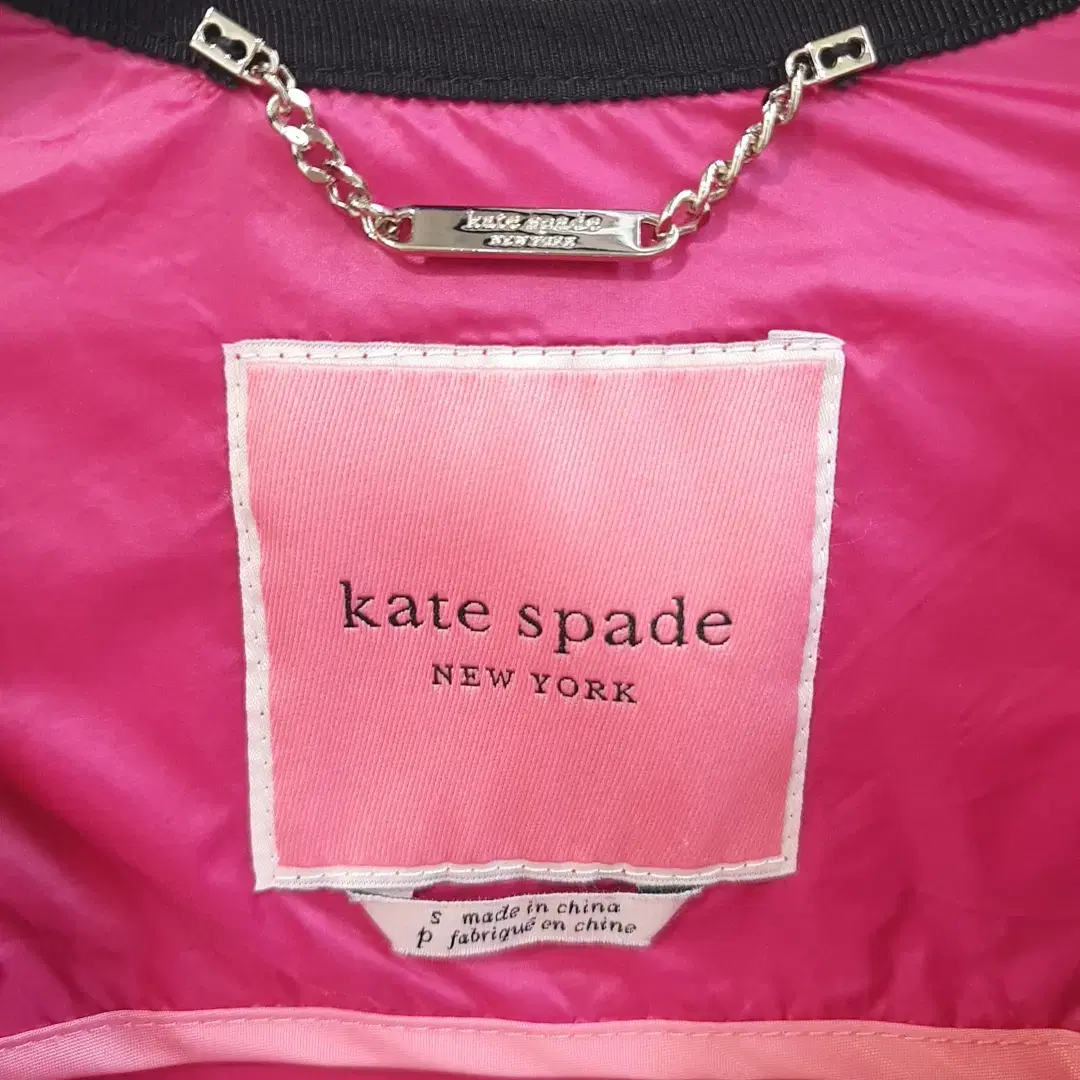 kate spade
NEW YORK
kate spade
NEW YORK
s made in china
p fabriqué en chine